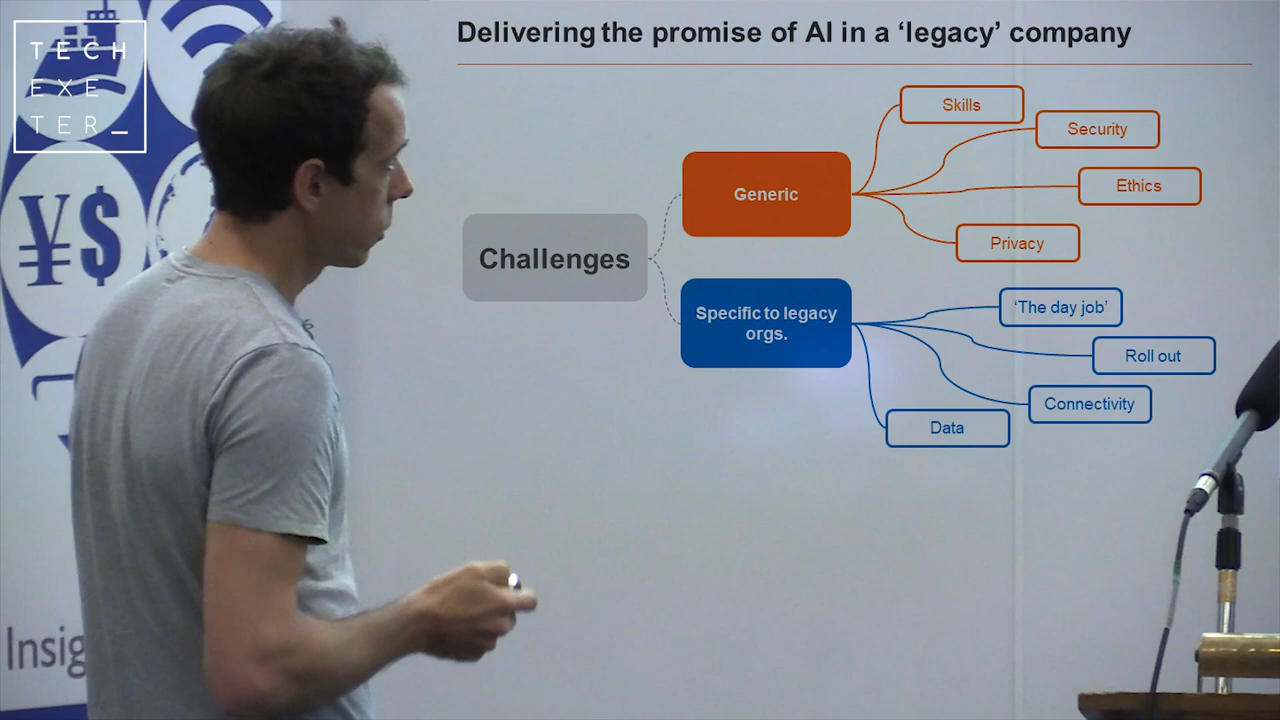 TECH
EXE
TER_
¥$
Insig
Delivering the promise of AI in a ‘legacy’ company
Challenges
Generic
Skills
Security
Ethics
Privacy
Specific to legacy
orgs.
‘The day job’
Roll out
Connectivity
Data